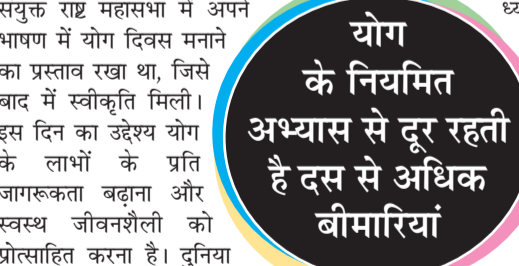 संयुक्त राष्ट्र महासभा में अपने
भाषण में योग दिवस मनाने
का प्रस्ताव रखा था, जिसे
बाद में स्वीकृति मिली।
इस दिन का उद्देश्य योग
के लाभों के प्रति
जागरूकता बढ़ाना और
स्वस्थ जीवनशैली को
प्रोत्साहित करना है। दुनिया
योग
के नियमित
अभ्यास से दूर रहती
है दस से अधिक
बीमारियां